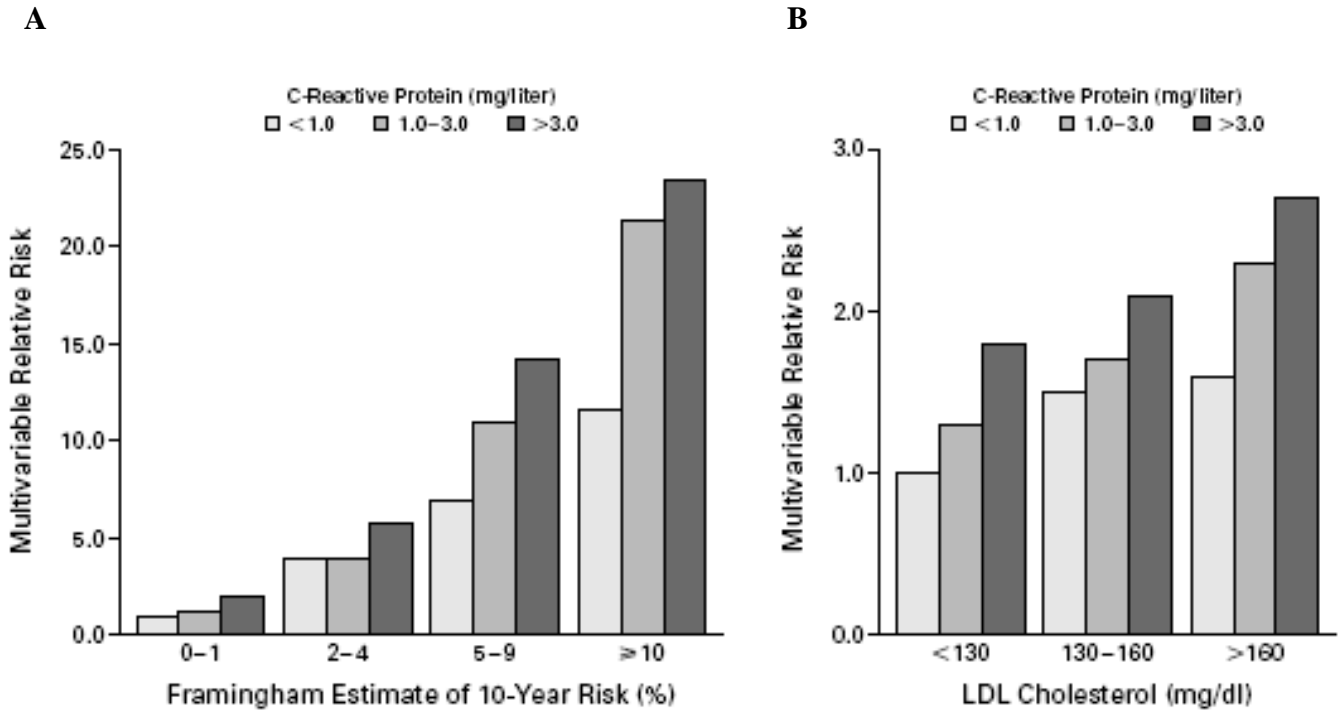 A
C-Reactive Protein (mg/liter)
<1.0 1.0–3.0 >3.0
25.0
20.0
15.0
10.0
5.0
0.0
Multivariable Relative Risk
0–1 2–4 5–9 ⩾10
Framingham Estimate of 10-Year Risk (%)
B
C-Reactive Protein (mg/liter)
<1.0 1.0–3.0 >3.0
3.0
2.0
1.0
0.0
Multivariable Relative Risk
<130 130–160 >160
LDL Cholesterol (mg/dl)